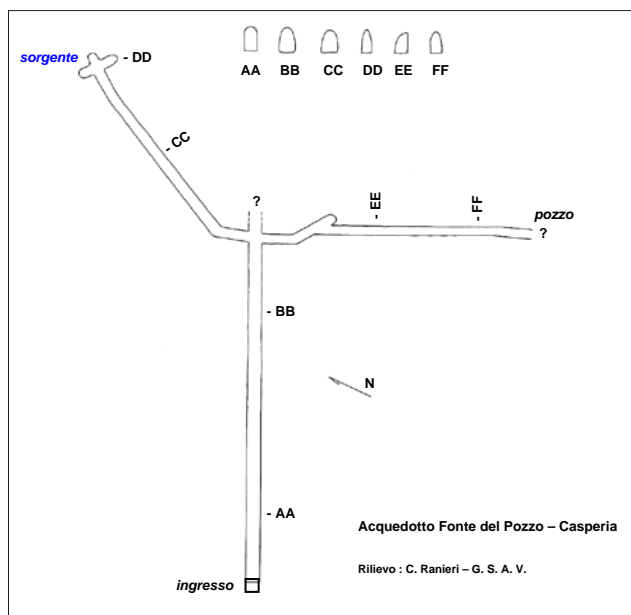 sorgente
- DD
AA BB CC DD EE FF
- CC
?
- EE
- FF
pozzo
?
- BB
N
- AA
Acquedotto Fonte del Pozzo – Casperia
Rilievo : C. Ranieri – G. S. A. V.
ingresso